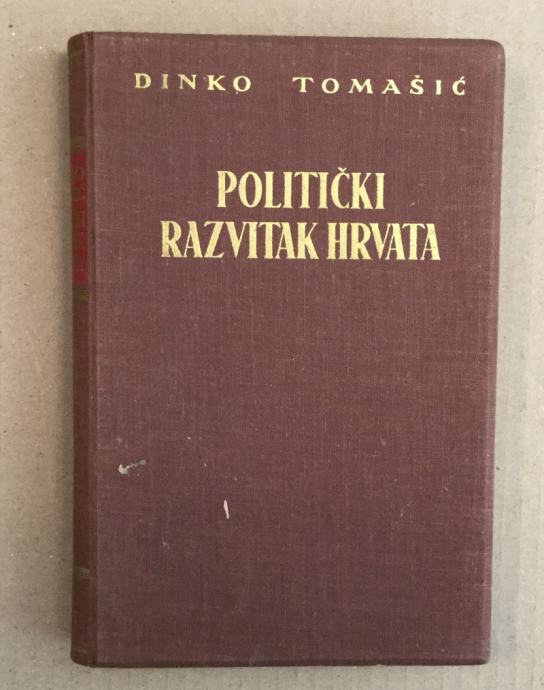 DINKO TOMAŠIĆ
POLITIČKI
RAZVITAK HRVATA